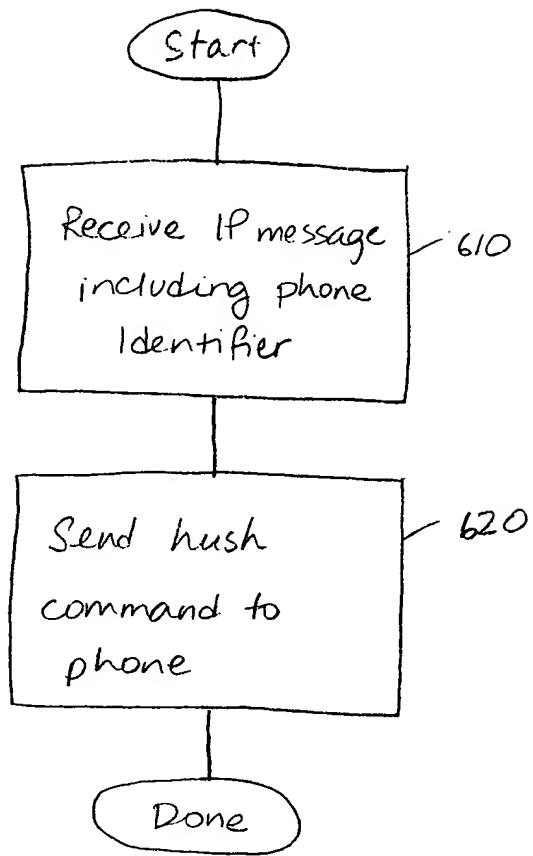 Start
Receive IP message
including phone
Identifier
610
Send hush
command to
phone
620
Done